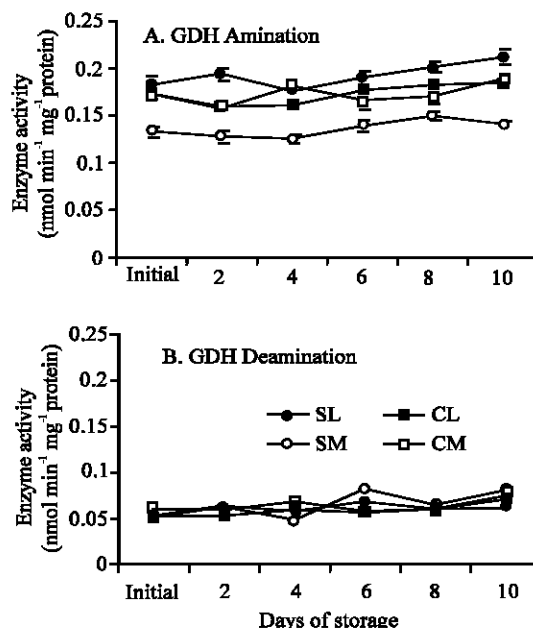 A. GDH Amination
Enzyme activity
(nmol min⁻¹ mg⁻¹ protein)
0.25
0.2
0.15
0.1
0.05
0
Initial 2 4 6 8 10
B. GDH Deamination
Enzyme activity
(nmol min⁻¹ mg⁻¹ protein)
0.25
0.2
0.15
0.1
0.05
0
SL CL
SM CM
Initial 2 4 6 8 10
Days of storage